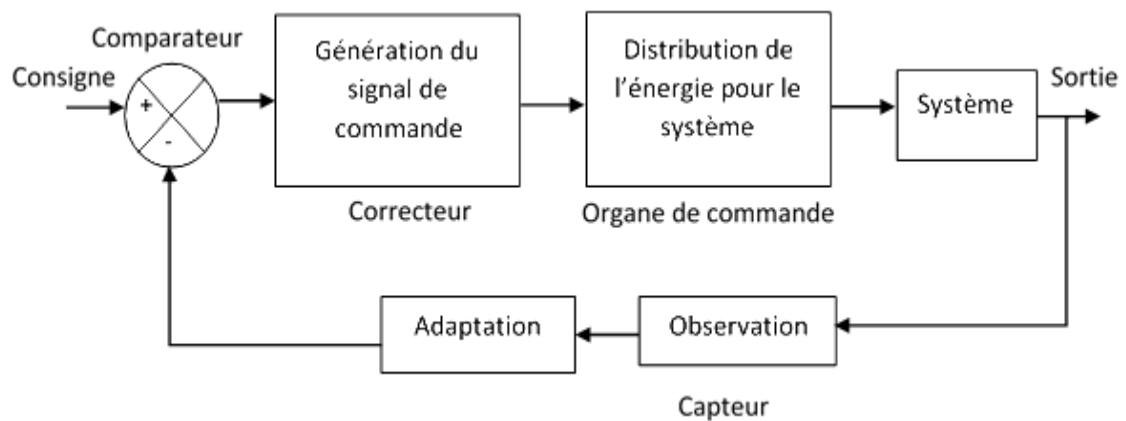 Comparateur
Consigne
+
-
Génération du
signal de
commande
Correcteur
Distribution de
l'énergie pour le
système
Organe de commande
Système
Sortie
Adaptation
Observation
Capteur